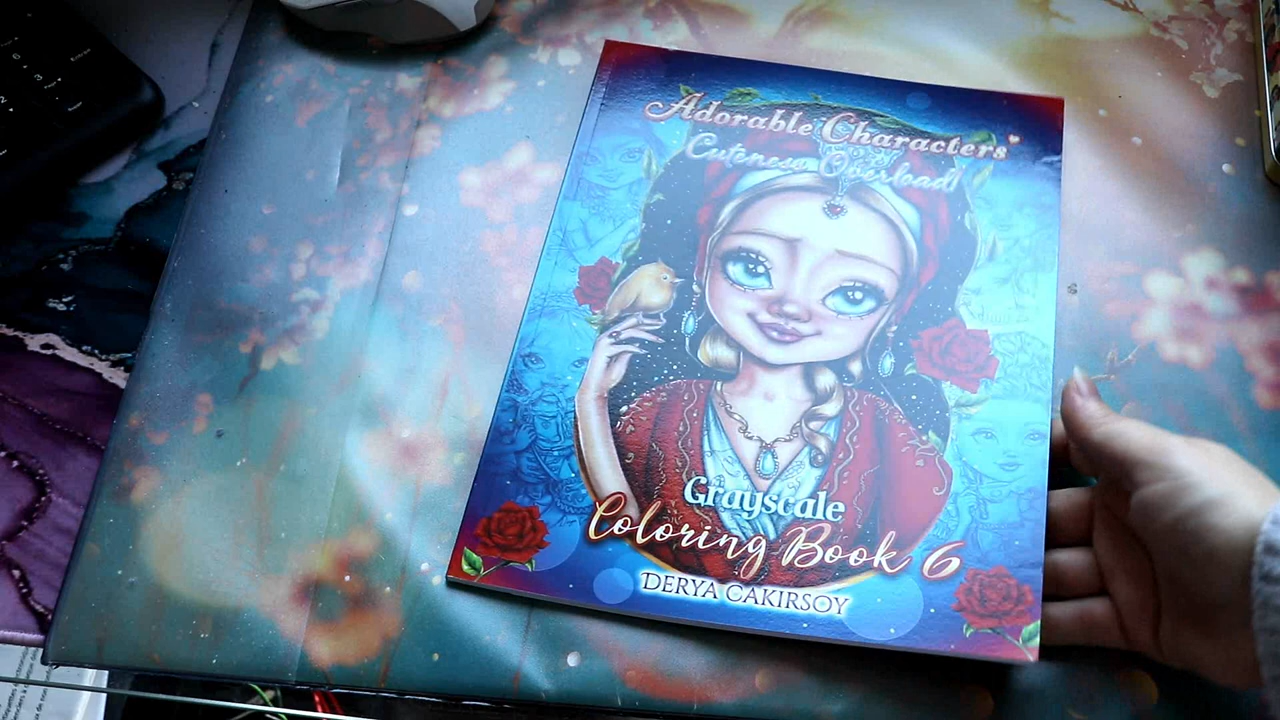 Adorable Characters
Cuteness Overload!
Grayscale
Coloring Book 6
DERYA CAKIRSOY